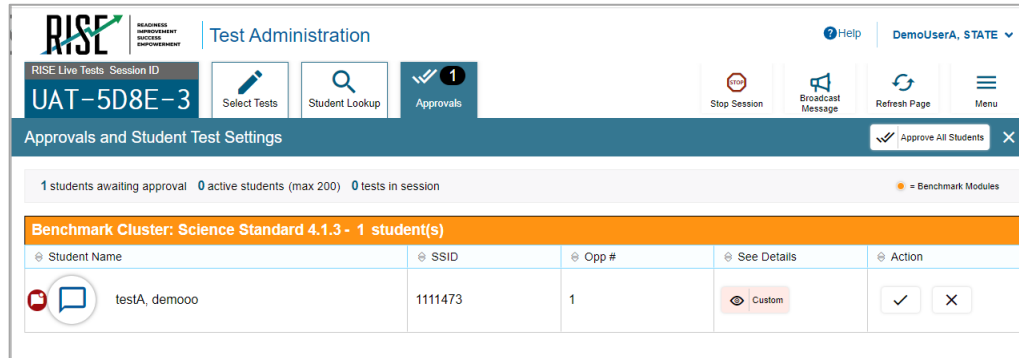 RISE READINESS IMPROVEMENT SUCCESS EMPOWERMENT Test Administration Help DemoUserA, STATE
RISE Live Tests Session ID
UAT-5D8E-3
Select Tests
Student Lookup
1
Approvals
STOP
Stop Session
Broadcast Message
Refresh Page
Menu
Approvals and Student Test Settings Approve All Students
1 students awaiting approval 0 active students (max 200) 0 tests in session = Benchmark Modules
Benchmark Cluster: Science Standard 4.1.3 - 1 student(s)
Student Name SSID Opp # See Details Action
testA, demooo 1111473 1 Custom